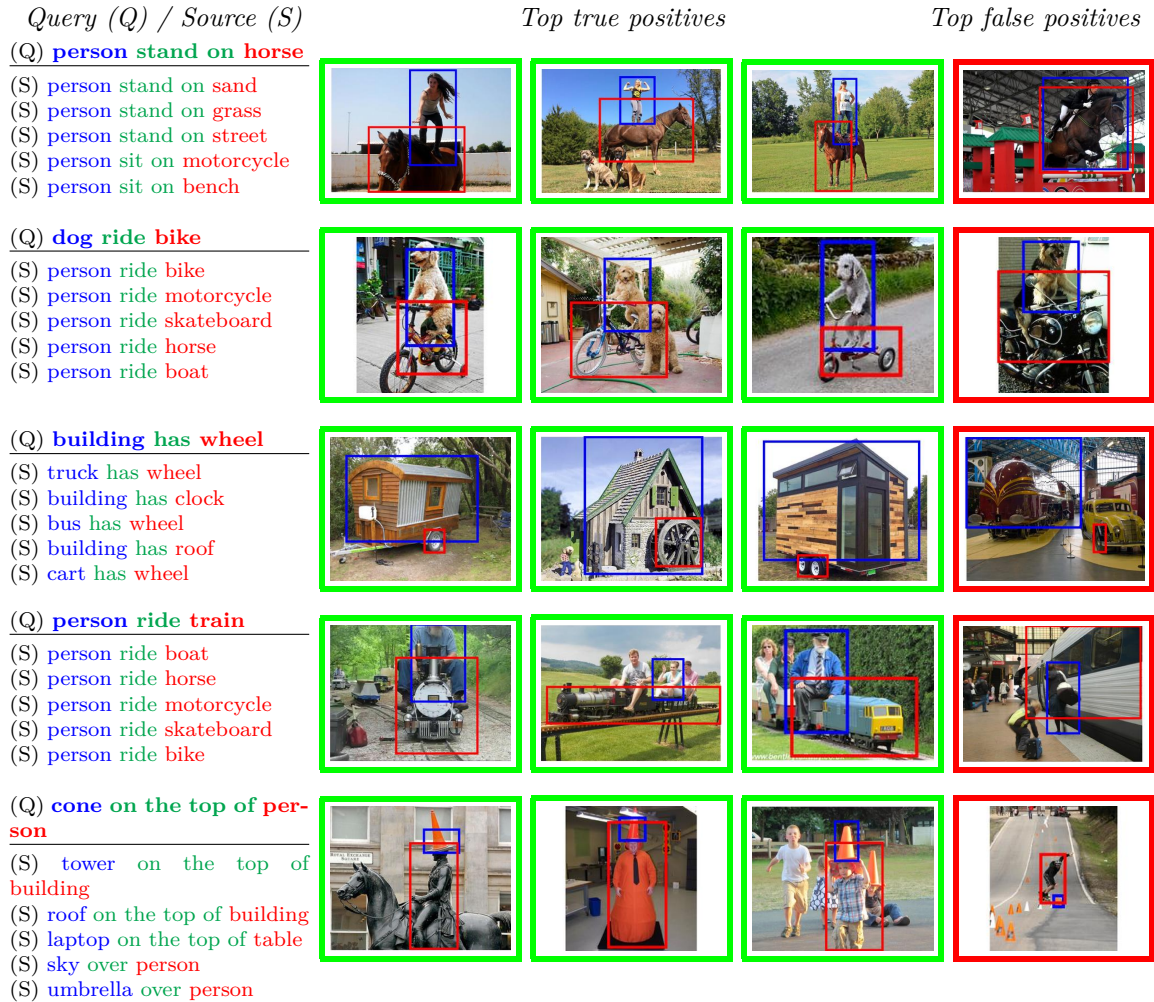 Query (Q) / Source (S) Top true positives Top false positives
(Q) person stand on horse
(S) person stand on sand
(S) person stand on grass
(S) person stand on street
(S) person sit on motorcycle
(S) person sit on bench
(Q) dog ride bike
(S) person ride bike
(S) person ride motorcycle
(S) person ride skateboard
(S) person ride horse
(S) person ride boat
(Q) building has wheel
(S) truck has wheel
(S) building has clock
(S) bus has wheel
(S) building has roof
(S) cart has wheel
(Q) person ride train
(S) person ride boat
(S) person ride horse
(S) person ride motorcycle
(S) person ride skateboard
(S) person ride bike
(Q) cone on the top of per-
son
(S) tower on the top of
building
(S) roof on the top of building
(S) laptop on the top of table
(S) sky over person
(S) umbrella over person